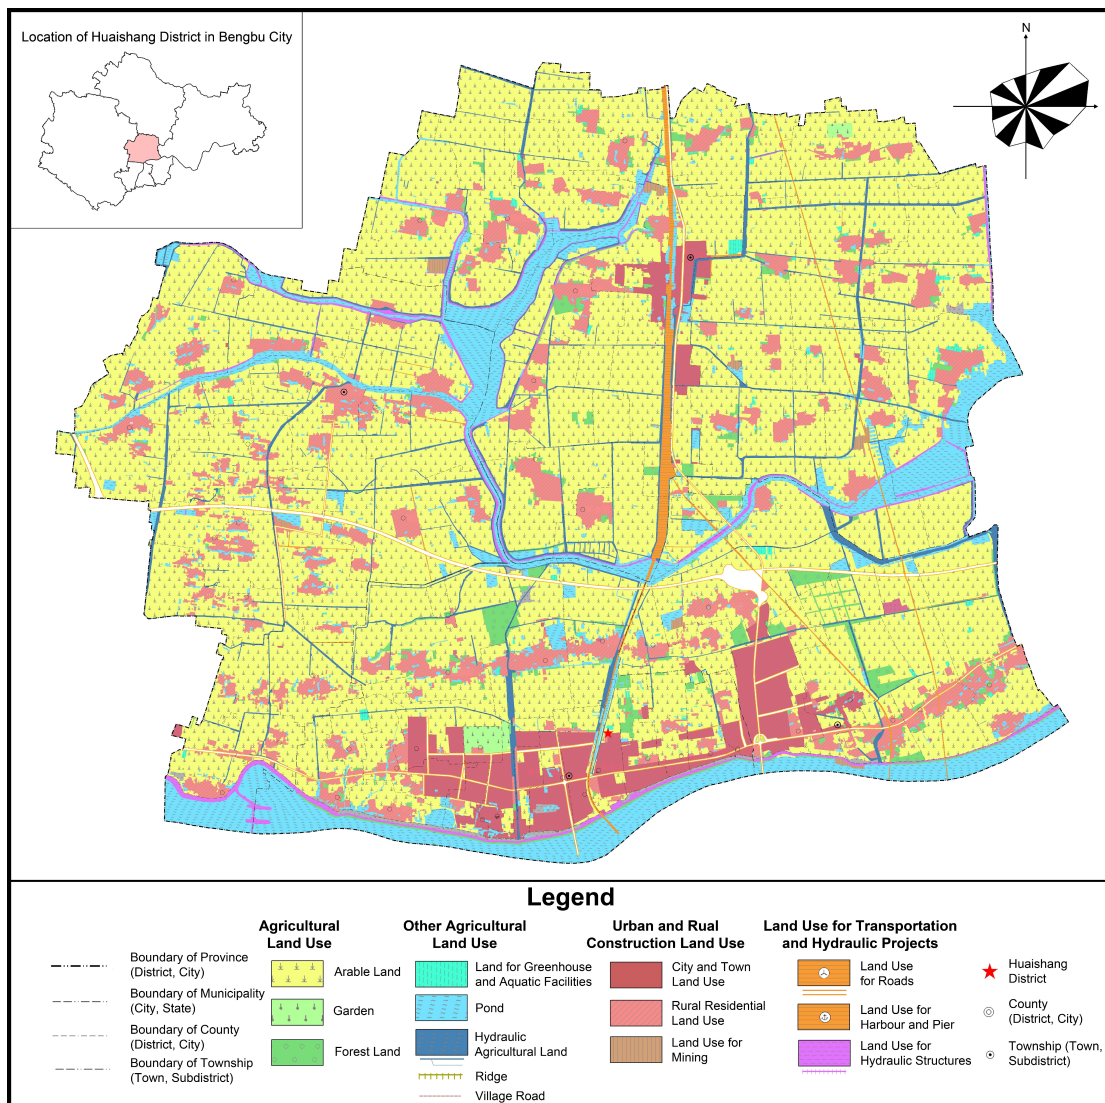 Location of Huaishang District in Bengbu City
N
Legend
Boundary of Province
(District, City)
Boundary of Municipality
(City, State)
Boundary of County
(District, City)
Boundary of Township
(Town, Subdistrict)
Agricultural
Land Use
Arable Land
Garden
Forest Land
Other Agricultural
Land Use
Land for Greenhouse
and Aquatic Facilities
Pond
Hydraulic
Agricultural Land
Ridge
Village Road
Urban and Rual
Construction Land Use
City and Town
Land Use
Rural Residential
Land Use
Land Use for
Mining
Land Use for Transportation
and Hydraulic Projects
Land Use
for Roads
Land Use for
Harbour and Pier
Land Use for
Hydraulic Structures
Huaishang
District
County
(District, City)
Township (Town,
Subdistrict)